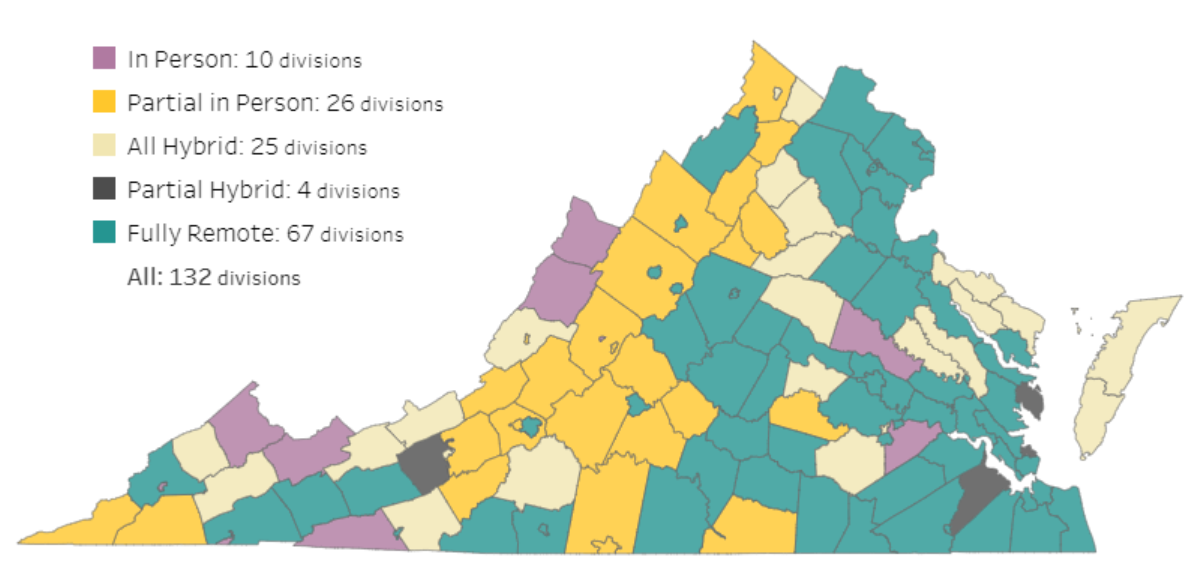 In Person: 10 divisions
Partial in Person: 26 divisions
All Hybrid: 25 divisions
Partial Hybrid: 4 divisions
Fully Remote: 67 divisions
All: 132 divisions